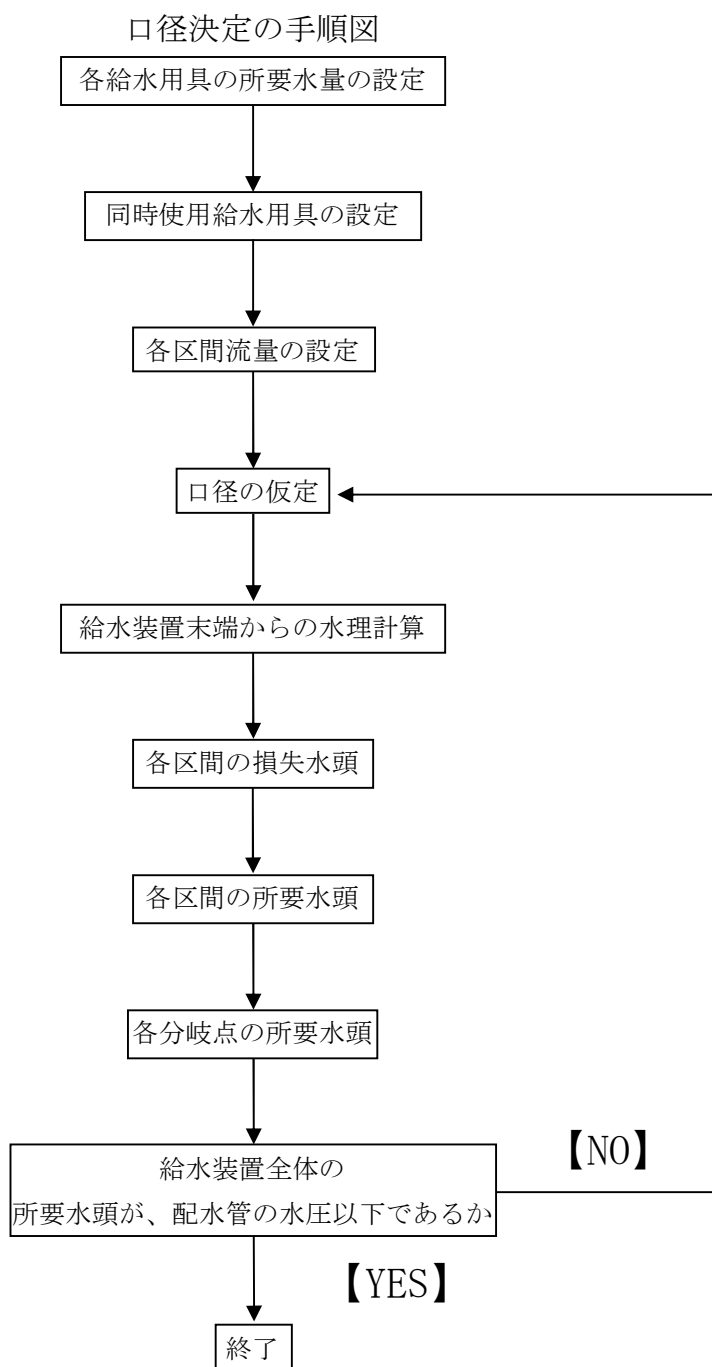 口径決定の手順図
各給水用具の所要水量の設定
同時使用給水用具の設定
各区間流量の設定
口径の仮定
給水装置末端からの水理計算
各区間の損失水頭
各区間の所要水頭
各分岐点の所要水頭
給水装置全体の
所要水頭が、配水管の水圧以下であるか
【NO】
【YES】
終了